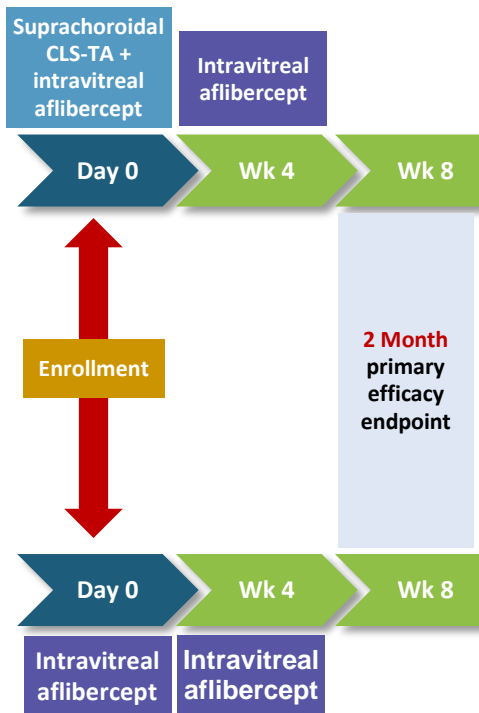 Suprachoroidal
CLS-TA +
intravitreal
aflibercept
Intravitreal
aflibercept
Day 0
Wk 4
Wk 8
Enrollment
2 Month
primary
efficacy
endpoint
Day 0
Wk 4
Wk 8
Intravitreal
aflibercept
Intravitreal
aflibercept